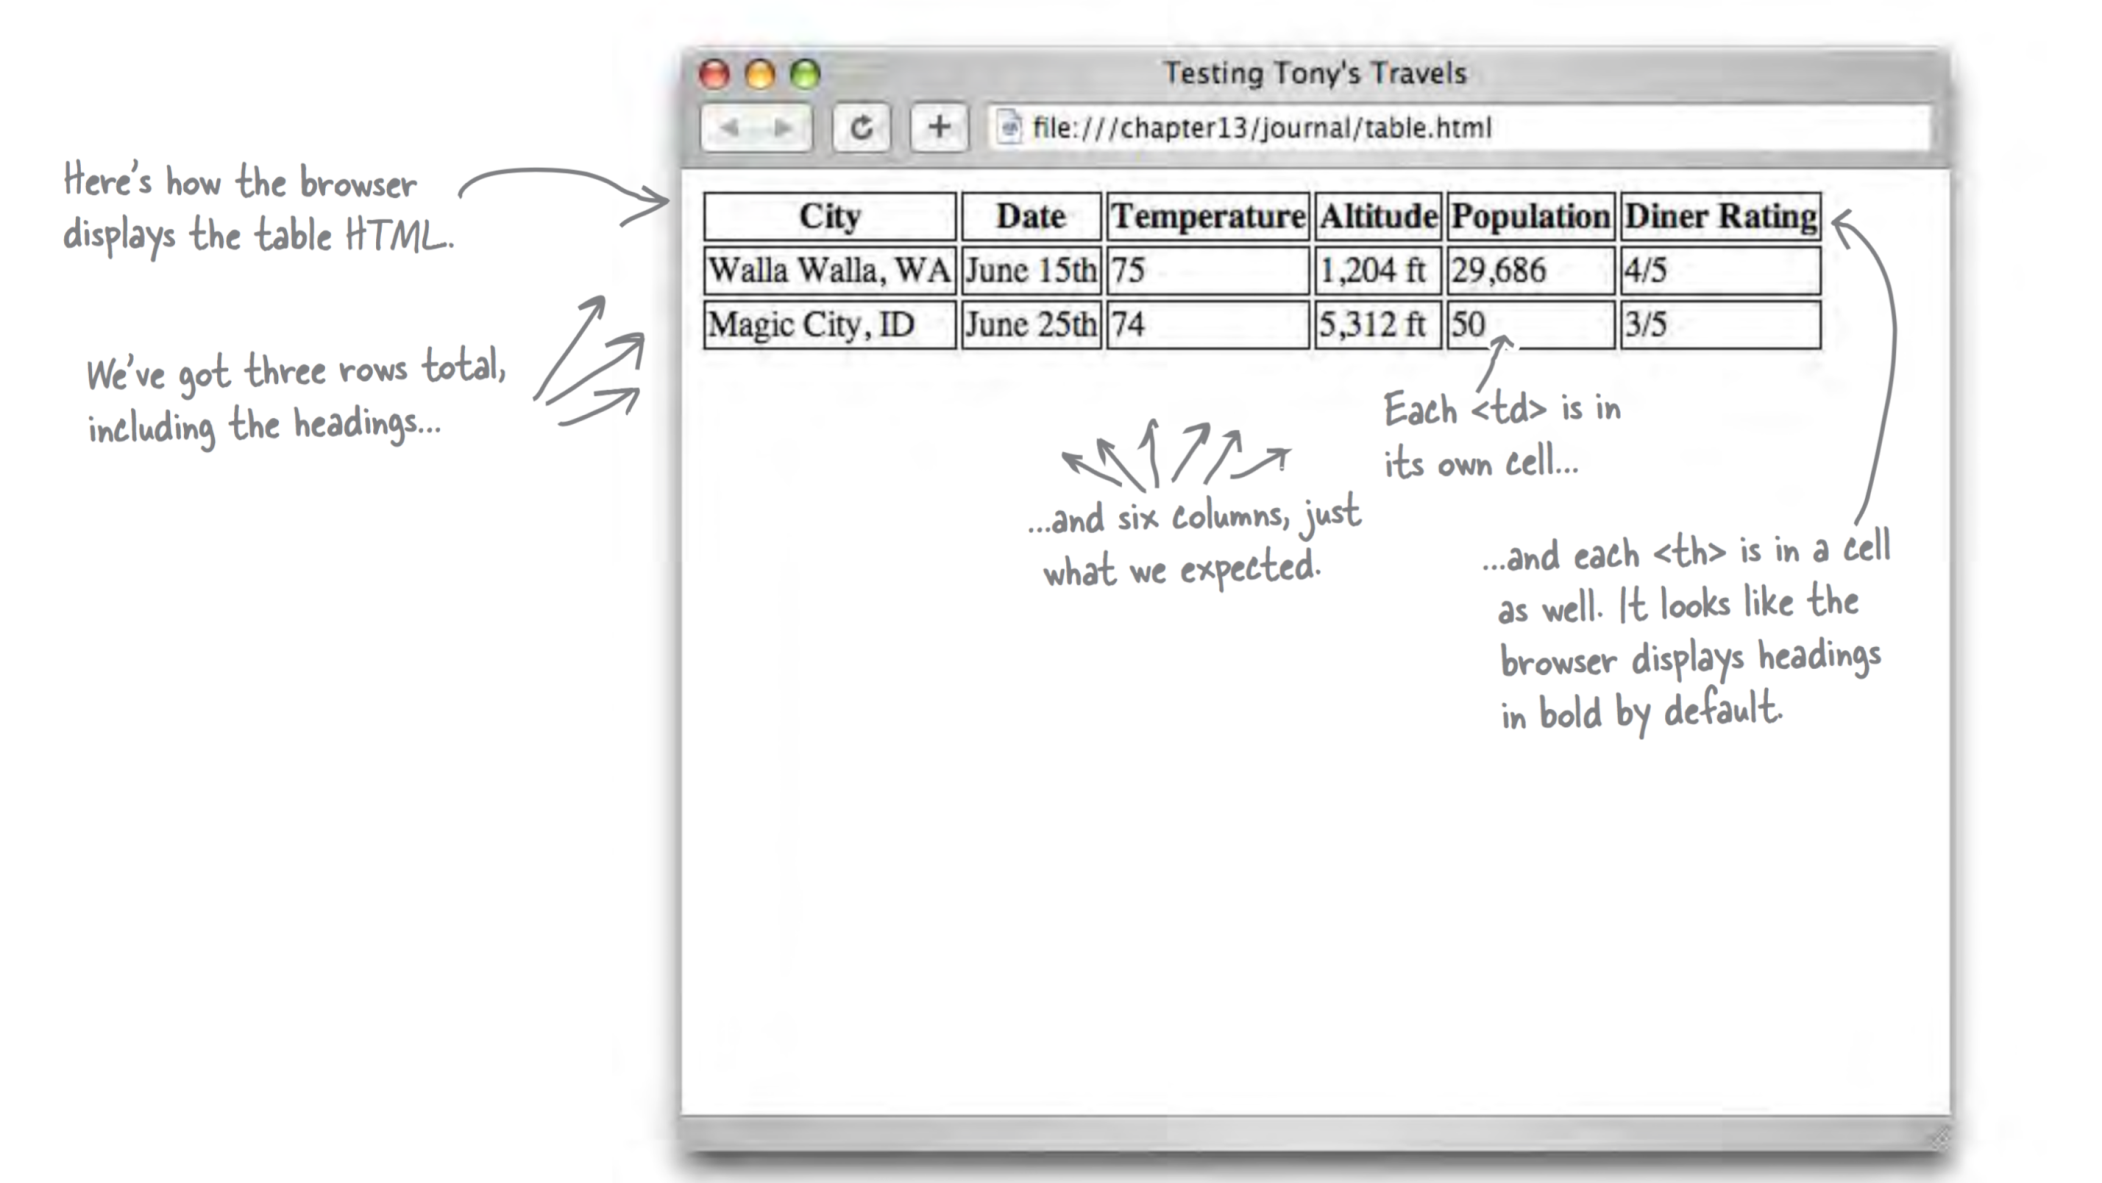 Testing Tony's Travels
file:///chapter13/journal/table.html
Here's how the browser
displays the table HTML.
City Date Temperature Altitude Population Diner Rating
Walla Walla, WA June 15th 75 1,204 ft 29,686 4/5
Magic City, ID June 25th 74 5,312 ft 50 3/5
We've got three rows total,
including the headings...
...and six columns, just
what we expected.
Each <td> is in
its own cell...
...and each <th> is in a cell
as well. It looks like the
browser displays headings
in bold by default.